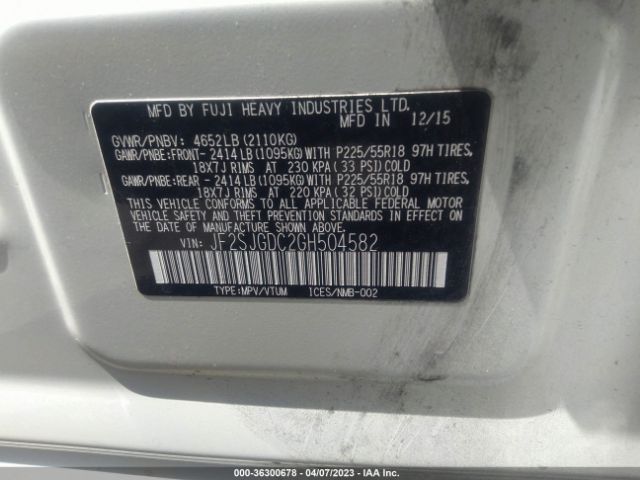 MFD BY FUJI HEAVY INDUSTRIES LTD.
MFD IN 12/15
GVWR/PNBV: 4652LB (2110KG)
GAWR/PNBE: FRONT- 2414LB (1095KG) WITH P225/55R18 97H TIRES,
18X7J RIMS AT 230 KPA (33 PSI) COLD
GAWR/PNBE: REAR - 2414LB (1095KG) WITH P225/55R18 97H TIRES,
18X7J RIMS AT 220 KPA (32 PSI) COLD
THIS VEHICLE CONFORMS TO ALL APPLICABLE FEDERAL MOTOR
VEHICLE SAFETY AND THEFT PREVENTION STANDARDS IN EFFECT ON
THE DATE OF MANUFACTURE SHOWN ABOVE.
VIN: JF2SJGDC2GH504582
TYPE:MPV/VTUM ICES/NMB-002
000-36300678 - 04/07/2023 - IAA Inc.